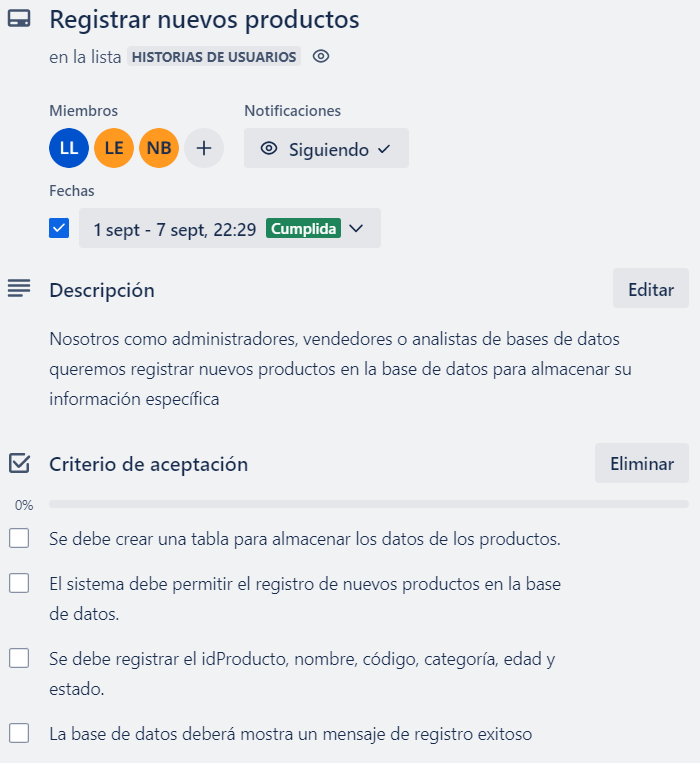 Registrar nuevos productos
en la lista HISTORIAS DE USUARIOS
Miembros
Notificaciones
LL LE NB +
Siguiendo
Fechas
1 sept - 7 sept, 22:29 Cumplida
Descripción
Editar
Nosotros como administradores, vendedores o analistas de bases de datos
queremos registrar nuevos productos en la base de datos para almacenar su
información específica
Criterio de aceptación
Eliminar
0%
Se debe crear una tabla para almacenar los datos de los productos.
El sistema debe permitir el registro de nuevos productos en la base
de datos.
Se debe registrar el idProducto, nombre, código, categoría, edad y
estado.
La base de datos deberá mostra un mensaje de registro exitoso